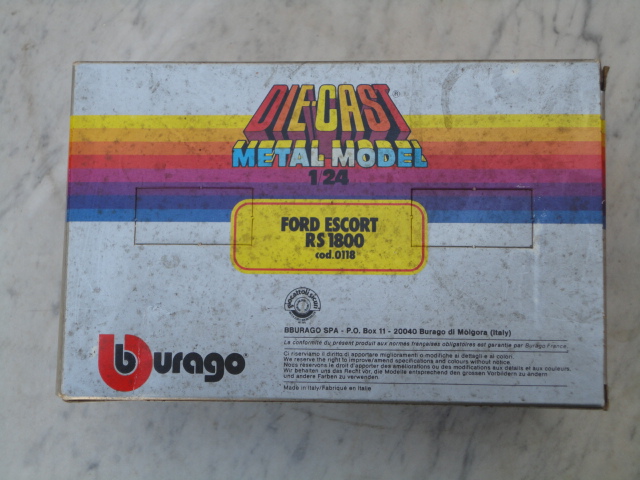 DIE-CAST
METAL MODEL
1 24
FORD ESCORT
RS 1800
cod.0118
giocattoli sicuri
BBURAGO SPA - P.O. Box 11 - 20040 Burago di Molgora (Italy)
La conformité du présent produit aux normes françaises obligatoires est garantie par Burago France.
Ci riserviamo il diritto di apportare miglioramenti o modifiche ai dettagli e ai colori.
We reserve the right to improve and specifications and colours without notice.
Nous réservons le droit d'apporter des améliorations ou des modifications aux détails et aux couleurs.
Wir behalten uns das Recht vor, die Modelle entsprechend den grossen Vorbildern zu ändern
und andere Farben zu verwenden.
Made in Italy/Fabriqué en Italie
burago